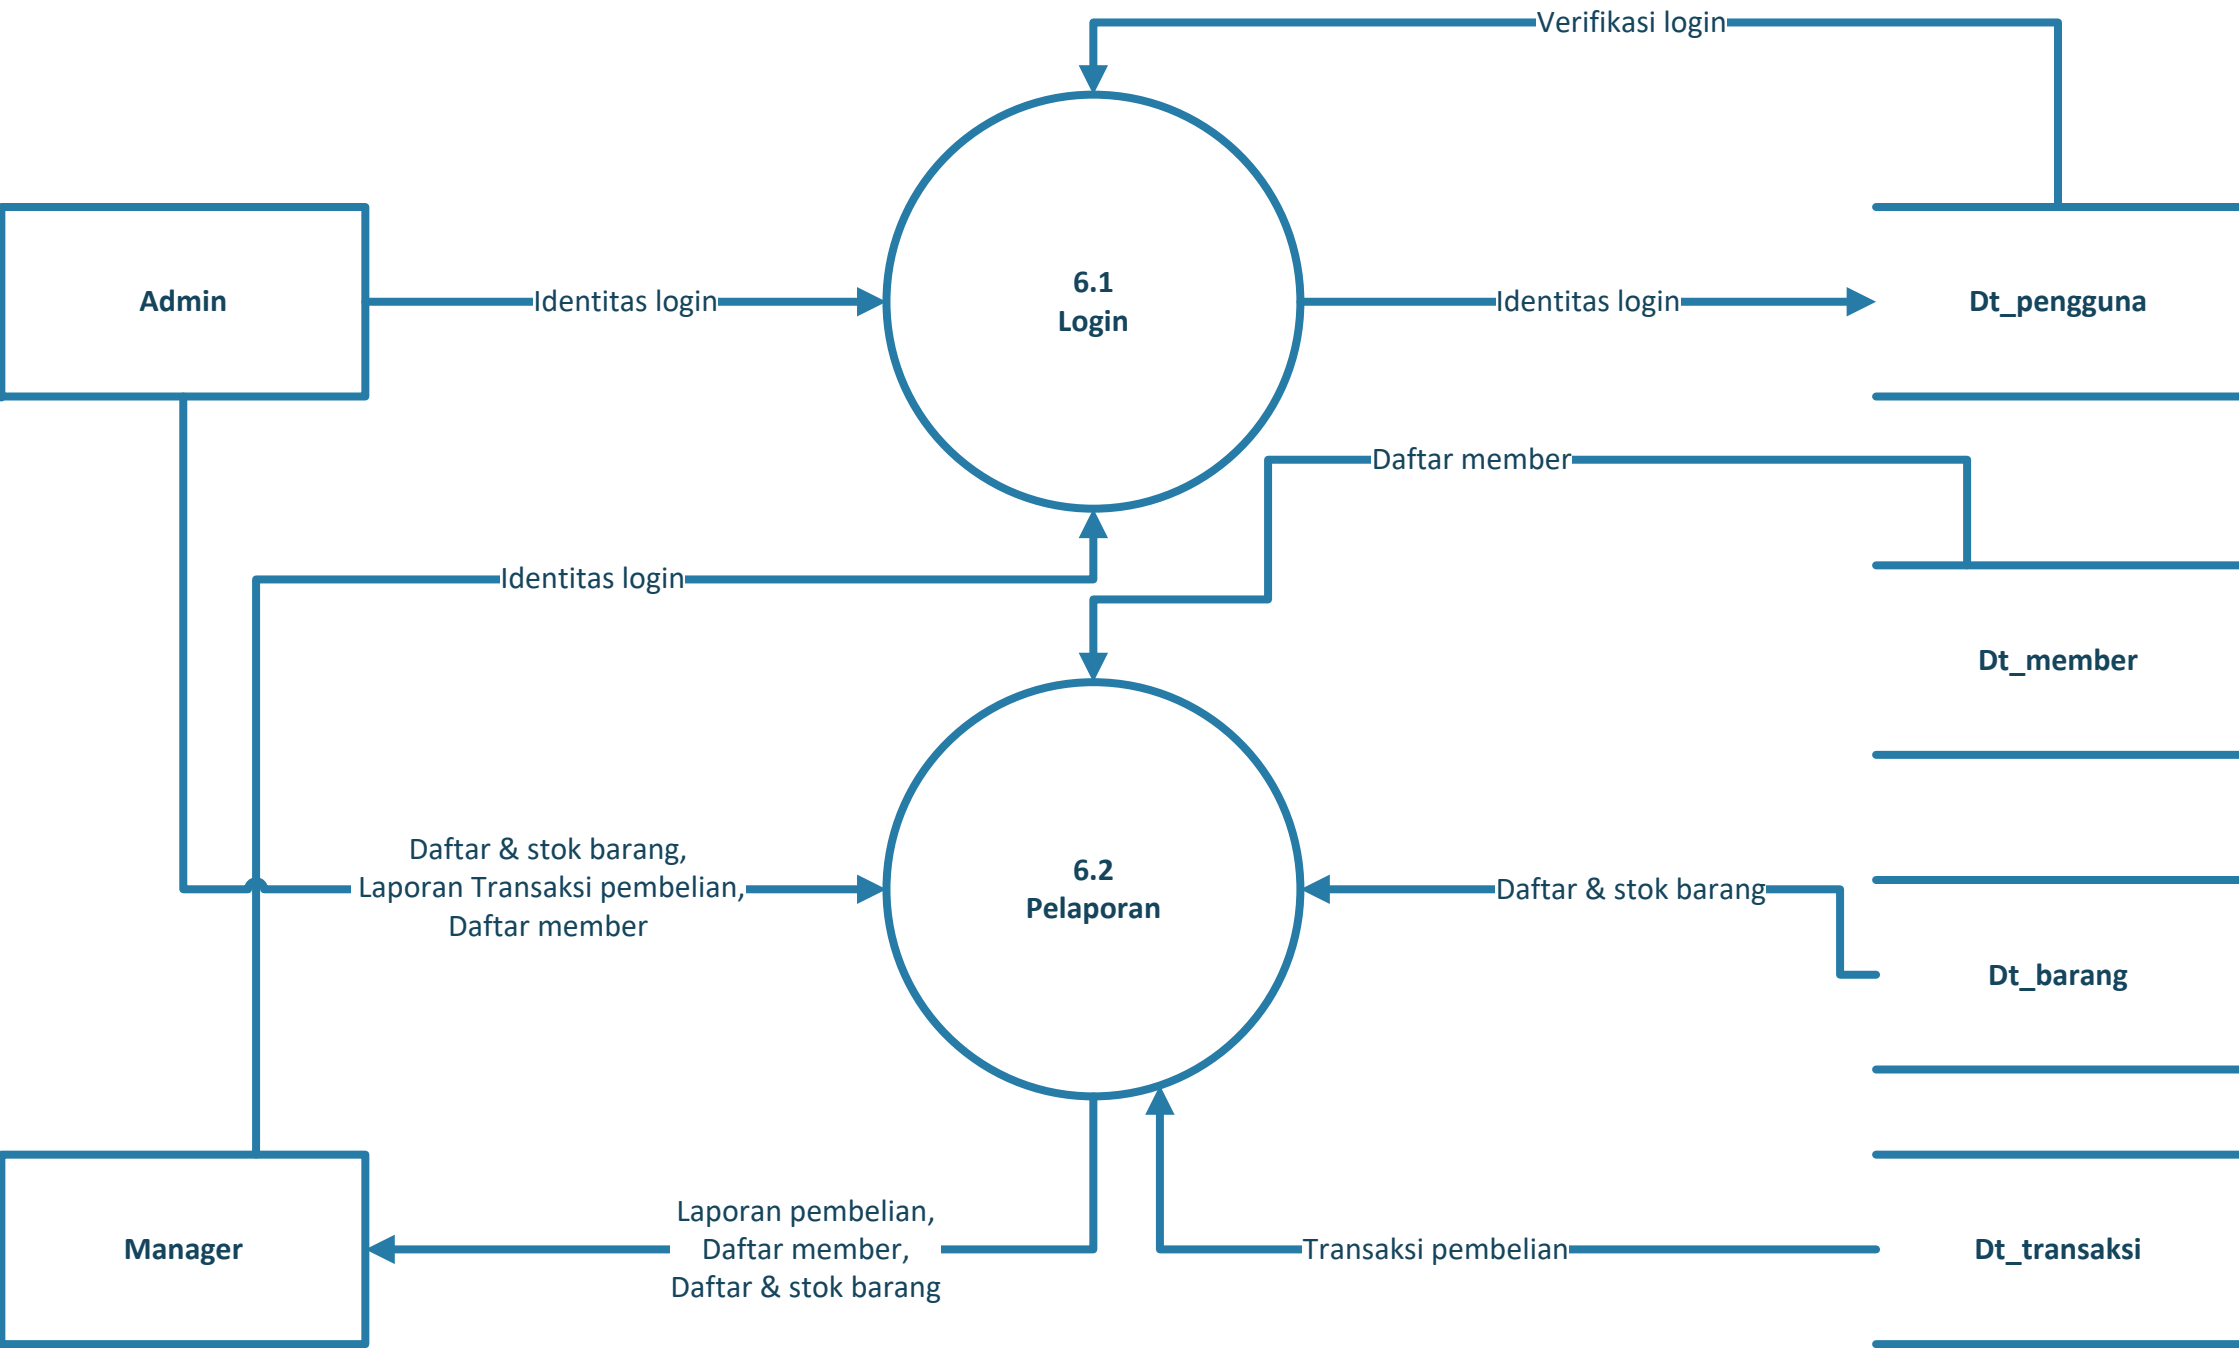 Verifikasi login
6.1
Login
Admin
Identitas login
Identitas login
Dt_pengguna
Daftar member
Identitas login
Dt_member
Daftar & stok barang,
Laporan Transaksi pembelian,
Daftar member
6.2
Pelaporan
Daftar & stok barang
Dt_barang
Manager
Laporan pembelian,
Daftar member,
Daftar & stok barang
Transaksi pembelian
Dt_transaksi